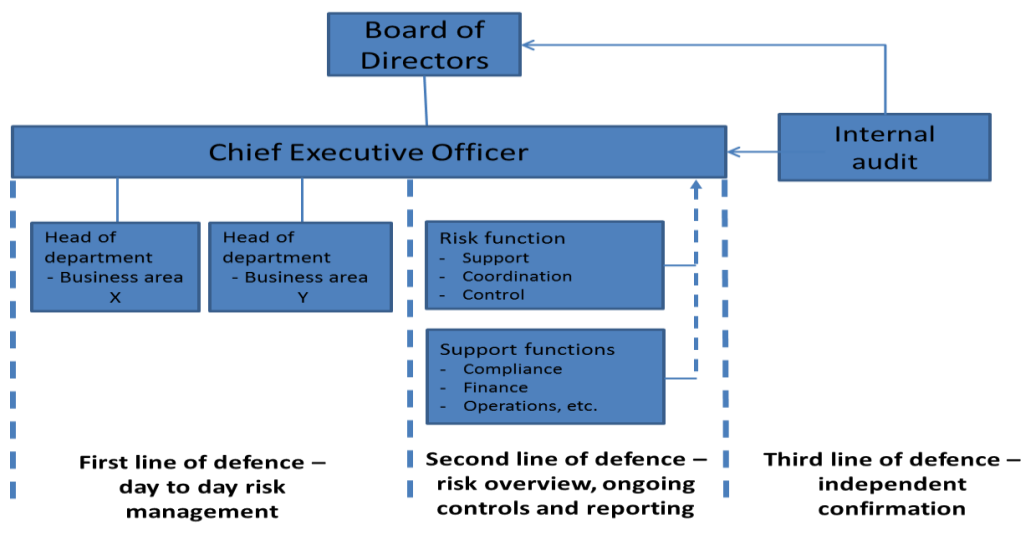 Board of
Directors
Chief Executive Officer
Internal
audit
Head of
department
- Business area
X
Head of
department
- Business area
Y
Risk function
- Support
- Coordination
- Control
Support functions
- Compliance
- Finance
- Operations, etc.
First line of defence –
day to day risk
management
Second line of defence –
risk overview, ongoing
controls and reporting
Third line of defence –
independent
confirmation